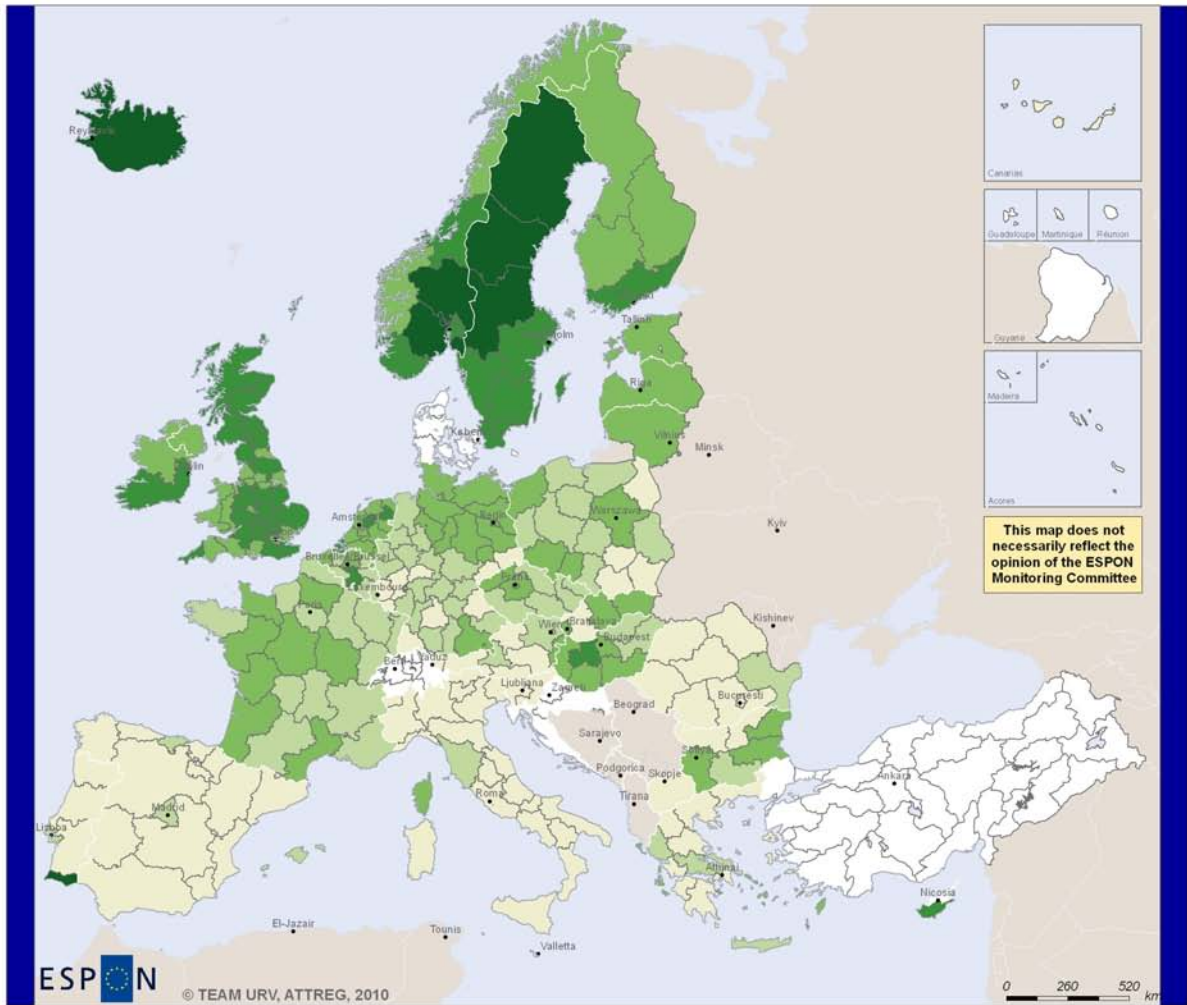 Reykjavik
Canarias
Guadaloupe
Martinique
Réunion
Guyane
Madeira
Acores
This map does not
necessarily reflect the
opinion of the ESPON
Monitoring Committee
Tallinn
Riga
Vilnius
Minsk
Amsterdam
Berlin
Warszawa
Kyiv
Luxembourg
Paris
Praha
Kishinev
Wien
Bratislava
Budapest
Bern
Vaduz
Ljubljana
Zagreb
Bucuresti
Beograd
Sarajevo
Sofiya
Podgorica
Skopje
Ankara
Roma
Tirana
Madrid
Lisboa
Athinai
Nicosia
El-Jazair
Tounis
Valletta
ESPON
© TEAM URV, ATTREG, 2010
0 260 520
km